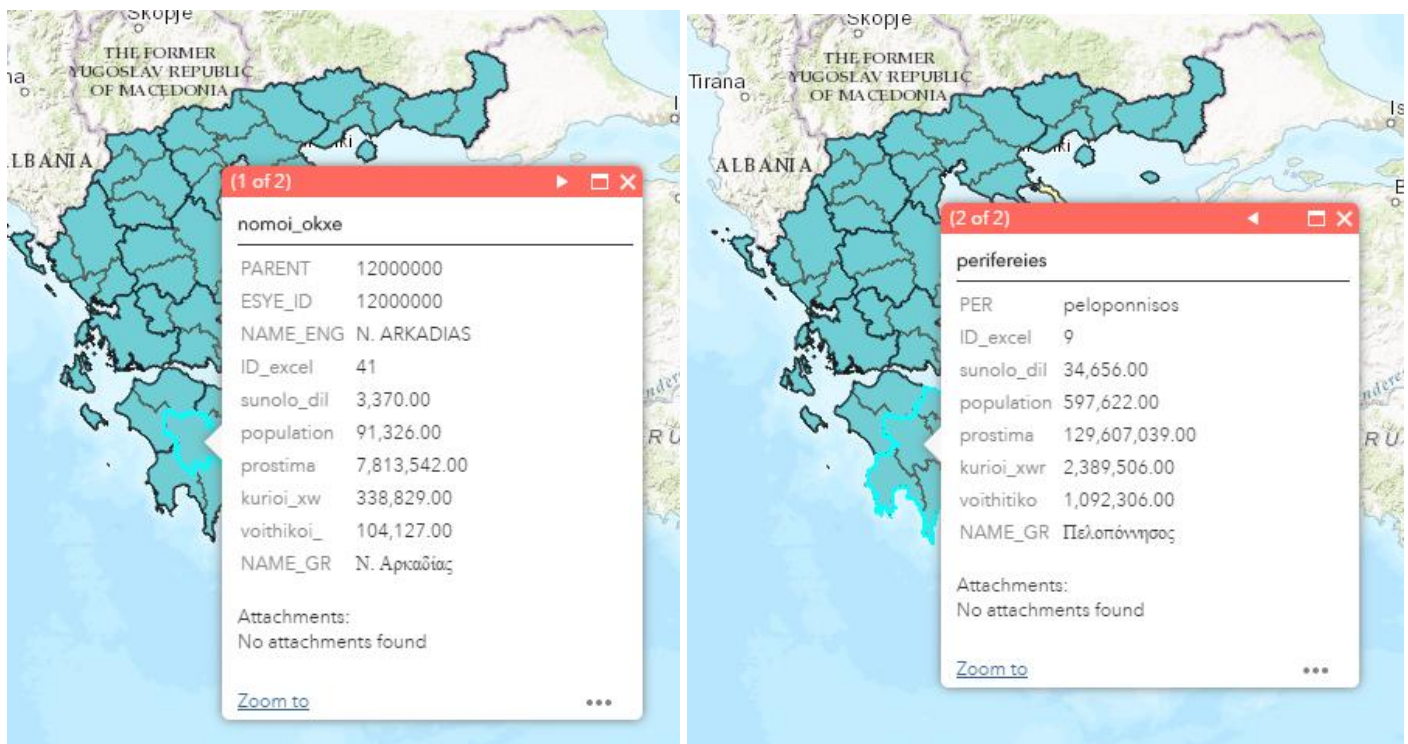 Skopje
THE FORMER
YUGOSLAV REPUBLIC
OF MACEDONIA
ALBANIA
(1 of 2)
nomoi_okxe
PARENT 12000000
ESYE_ID 12000000
NAME_ENG N. ARKADIAS
ID_excel 41
sunolo_dil 3,370.00
population 91,326.00
prostima 7,813,542.00
kurioi_xw 338,829.00
voithikoi_ 104,127.00
NAME_GR Ν. Αρκαδίας
Attachments:
No attachments found
Zoom to
Skopje
Tirana
THE FORMER
YUGOSLAV REPUBLIC
OF MACEDONIA
ALBANIA
(2 of 2)
perifereies
PER peloponnisos
ID_excel 9
sunolo_dil 34,656.00
population 597,622.00
prostima 129,607,039.00
kurioi_xwr 2,389,506.00
voithitiko 1,092,306.00
NAME_GR Πελοπόννησος
Attachments:
No attachments found
Zoom to